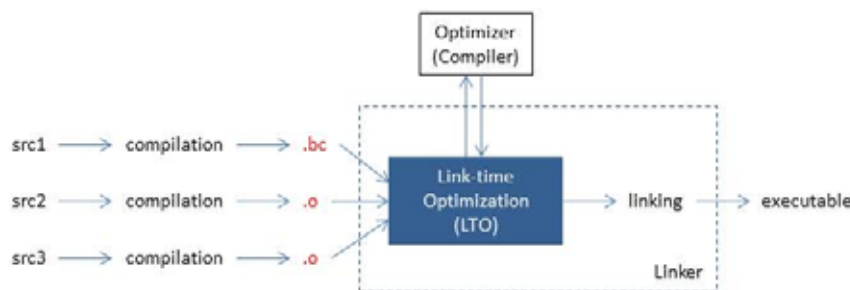 Optimizer
(Compiler)
src1 compilation .bc
src2 compilation .o
src3 compilation .o
Link-time
Optimization
(LTO)
linking
executable
Linker